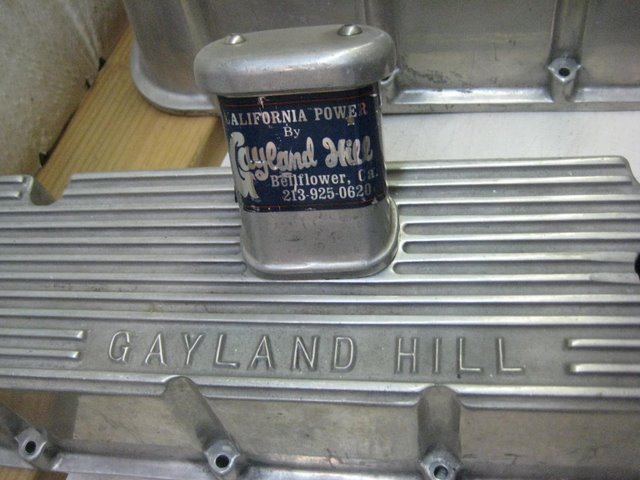 CALIFORNIA POWER
By
Gayland Hill
Bellflower, Ca.
213-925-0620
GAYLAND HILL